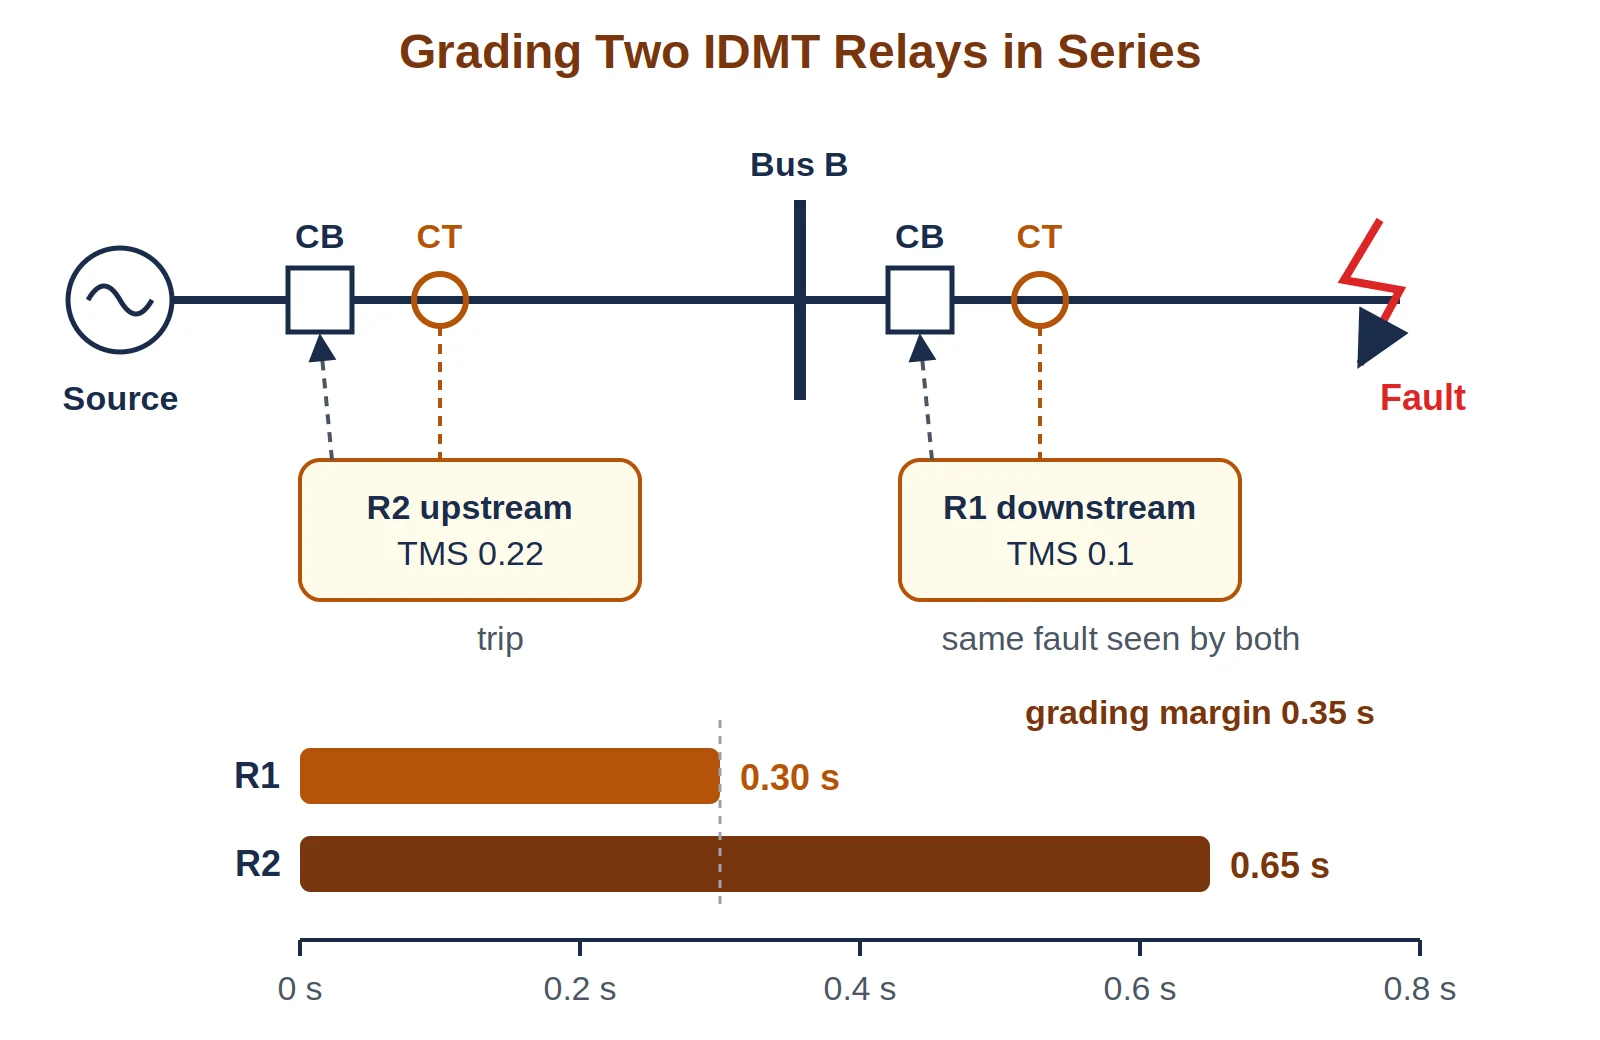 Grading Two IDMT Relays in Series
Bus B
CB
CT
CB
CT
Source
Fault
R2 upstream
TMS 0.22
R1 downstream
TMS 0.1
trip
same fault seen by both
grading margin 0.35 s
R1
0.30 s
R2
0.65 s
0 s
0.2 s
0.4 s
0.6 s
0.8 s